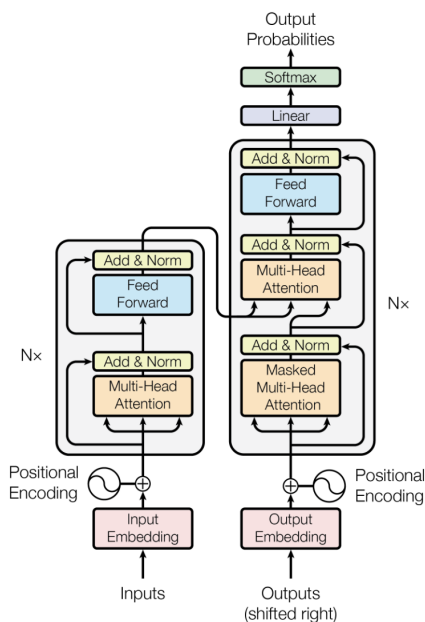 Output
Probabilities
Softmax
Linear
Add & Norm
Feed
Forward
Add & Norm
Multi-Head
Attention
Add & Norm
Masked
Multi-Head
Attention
Nx
Add & Norm
Feed
Forward
Add & Norm
Multi-Head
Attention
Nx
Positional
Encoding
Positional
Encoding
Input
Embedding
Output
Embedding
Inputs
Outputs
(shifted right)